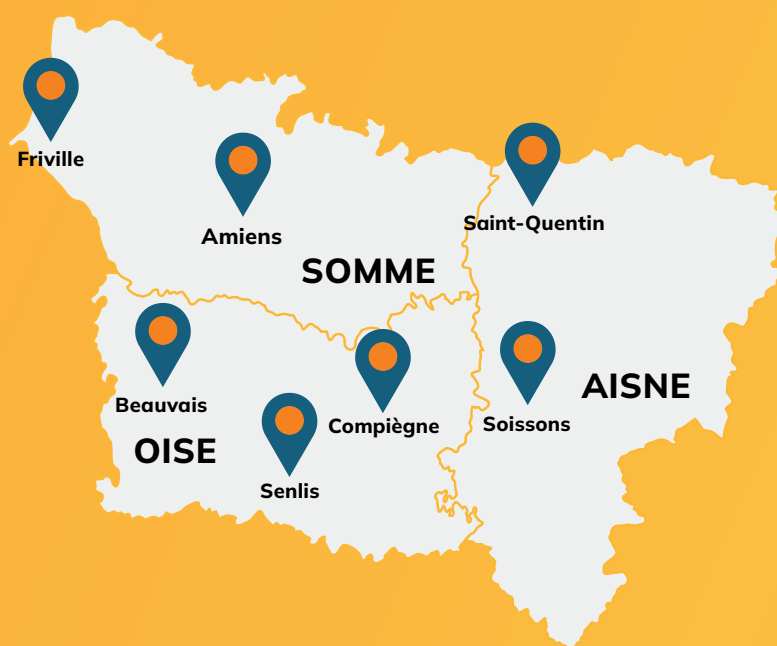 Friville
Amiens
Saint-Quentin
SOMME
Beauvais
Compiègne
Soissons
AISNE
OISE
Senlis